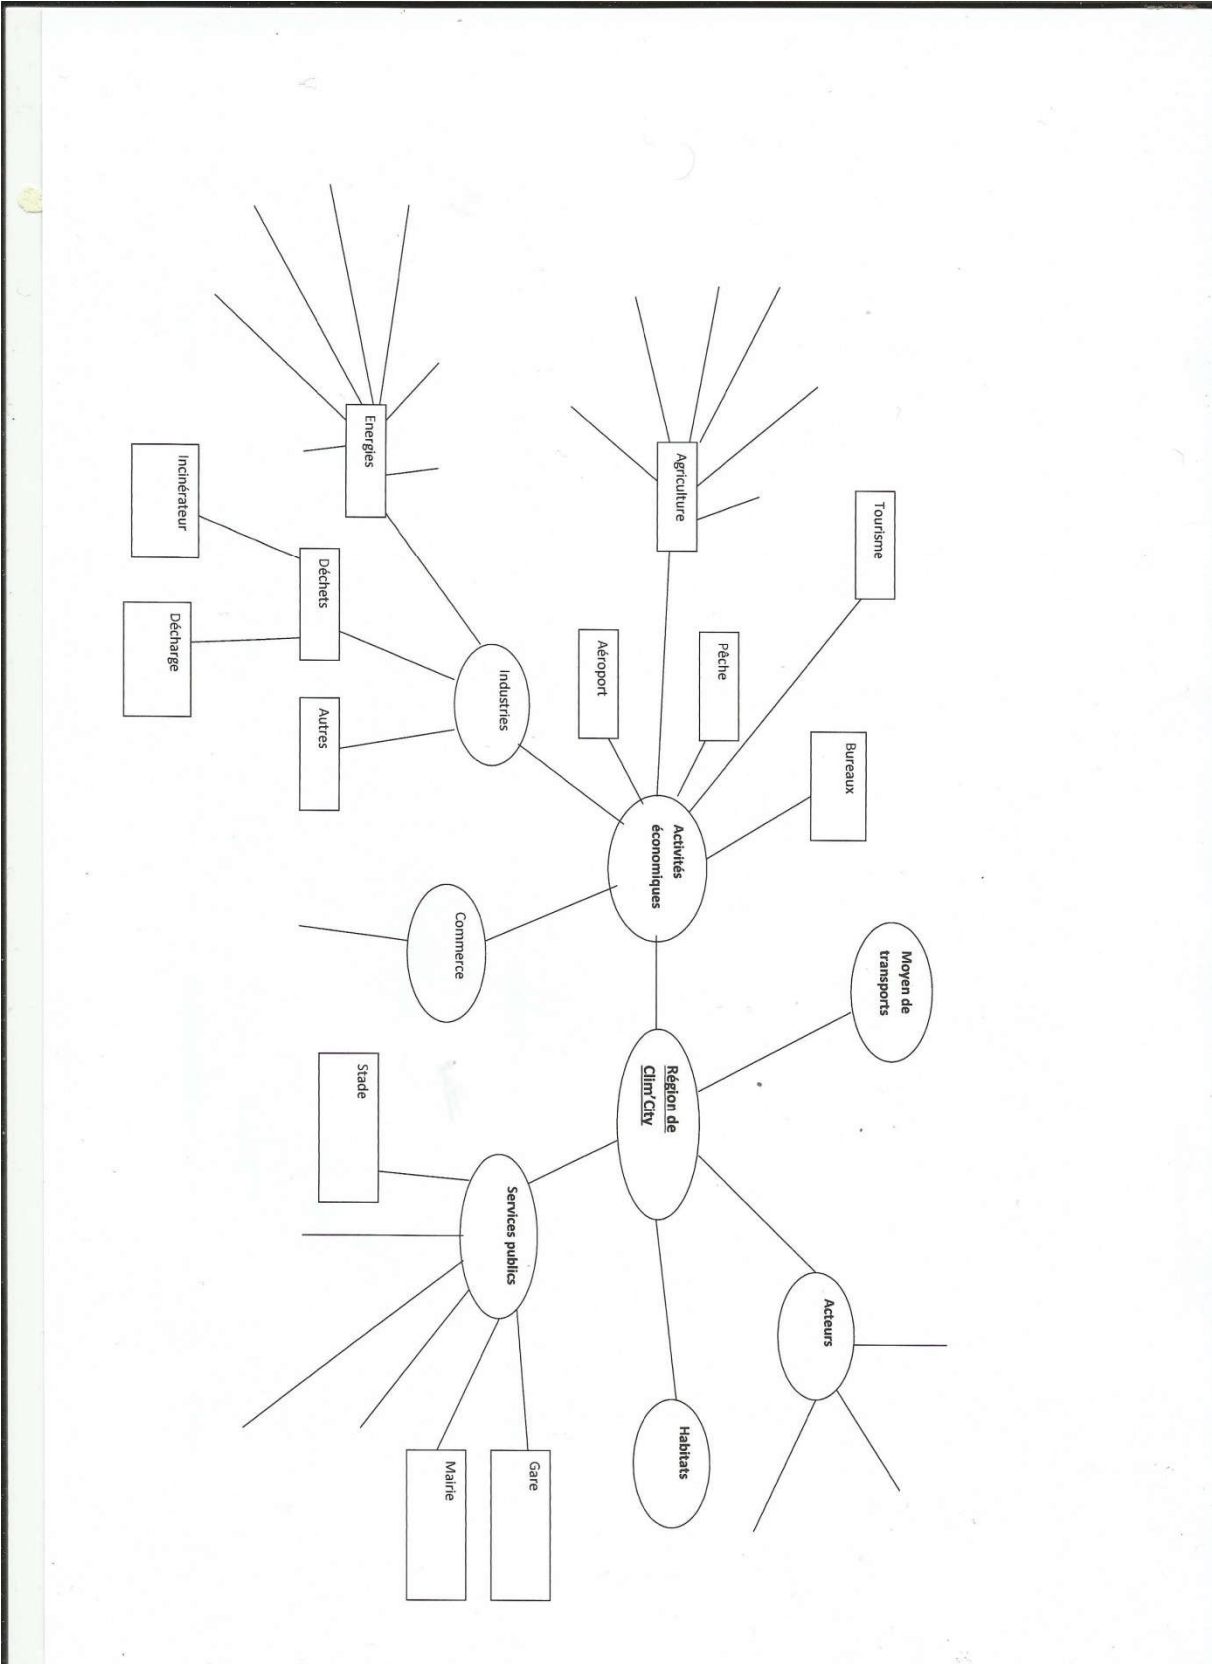 Tourisme
Bureaux
Moyen de
transports
Acteurs
Agriculture
Pêche
Aéroport
Activités
économiques
Région de
Clim'City
Habitats
Energies
Industries
Commerce
Services publics
Gare
Mairie
Déchets
Autres
Stade
Incinérateur
Décharge